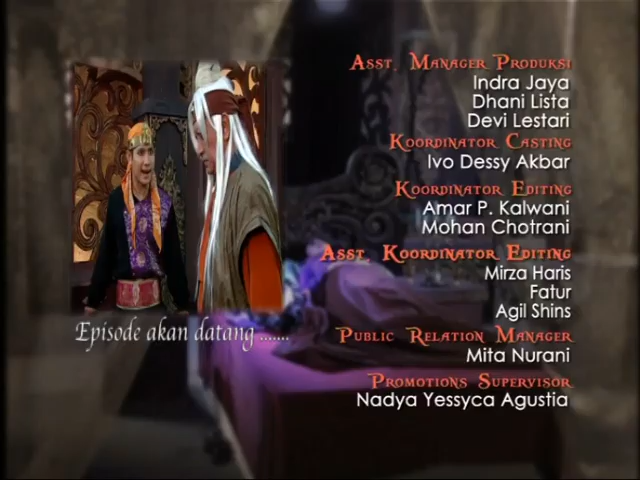 Asst. Manager Produksi
Indra Jaya
Dhani Lista
Devi Lestari
Koordinator Casting
Ivo Dessy Akbar
Koordinator Editing
Amar P. Kalwani
Mohan Chotrani
Asst. Koordinator Editing
Mirza Haris
Fatur
Agil Shins
Public Relation Manager
Mita Nurani
Promotions Supervisor
Nadya Yessyca Agustia
Episode akan datang .......